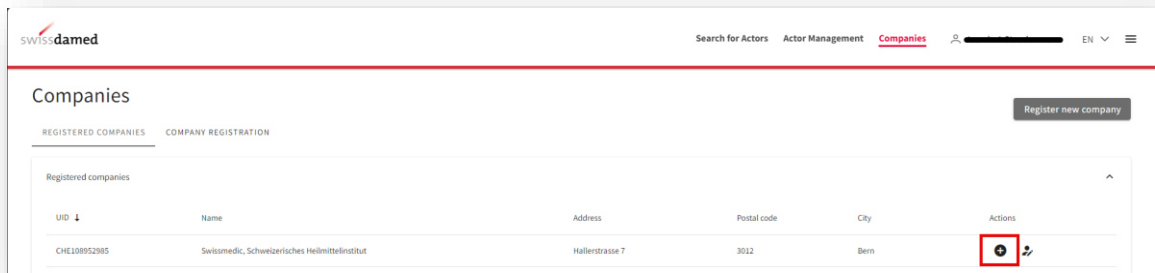 swissdamed
Search for Actors Actor Management Companies EN
Companies
Register new company
REGISTERED COMPANIES COMPANY REGISTRATION
Registered companies
UID Name Address Postal code City Actions
CHE108952985 Swissmedic, Schweizerisches Heilmittelinstitut Hallerstrasse 7 3012 Bern